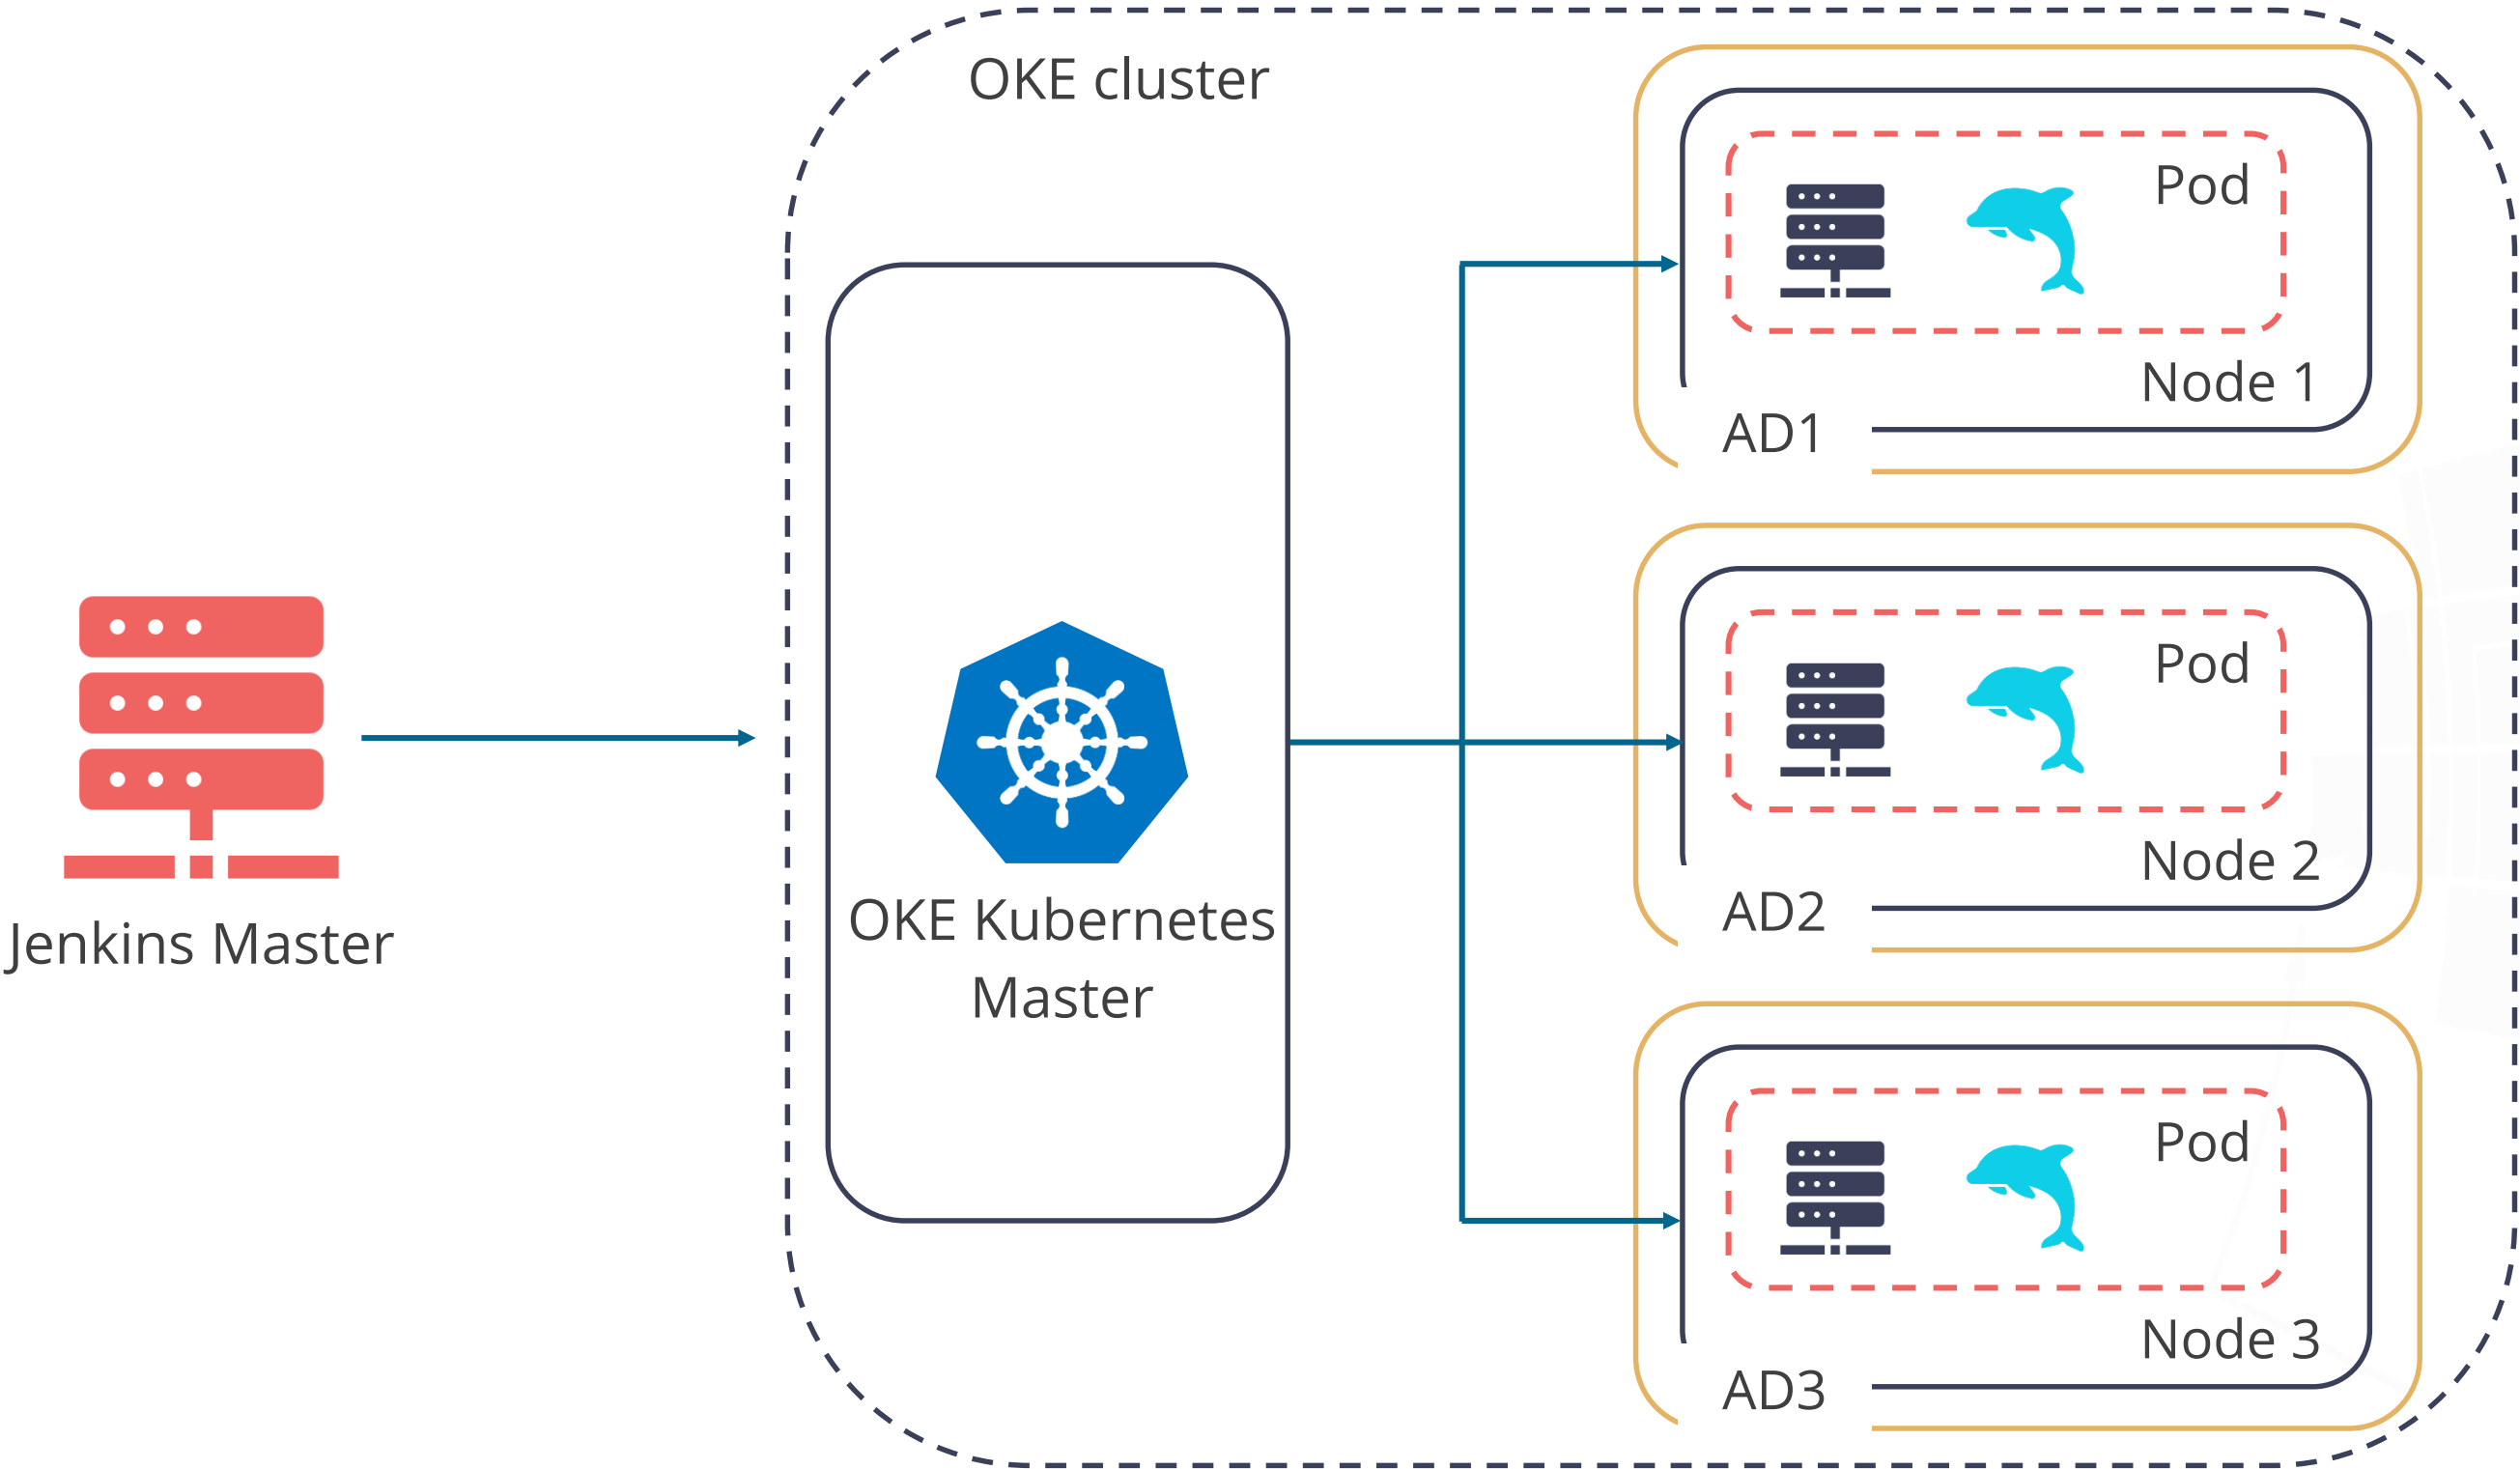 OKE cluster
Pod
Node 1
AD1
Pod
Node 2
AD2
Jenkins Master
OKE Kubernetes
Master
Pod
Node 3
AD3